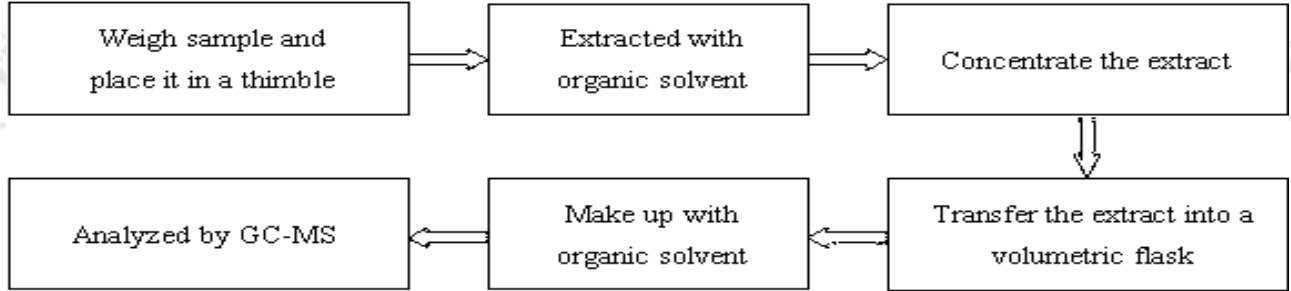 Weigh sample and
place it in a thimble
Extracted with
organic solvent
Concentrate the extract
Transfer the extract into a
volumetric flask
Make up with
organic solvent
Analyzed by GC-MS